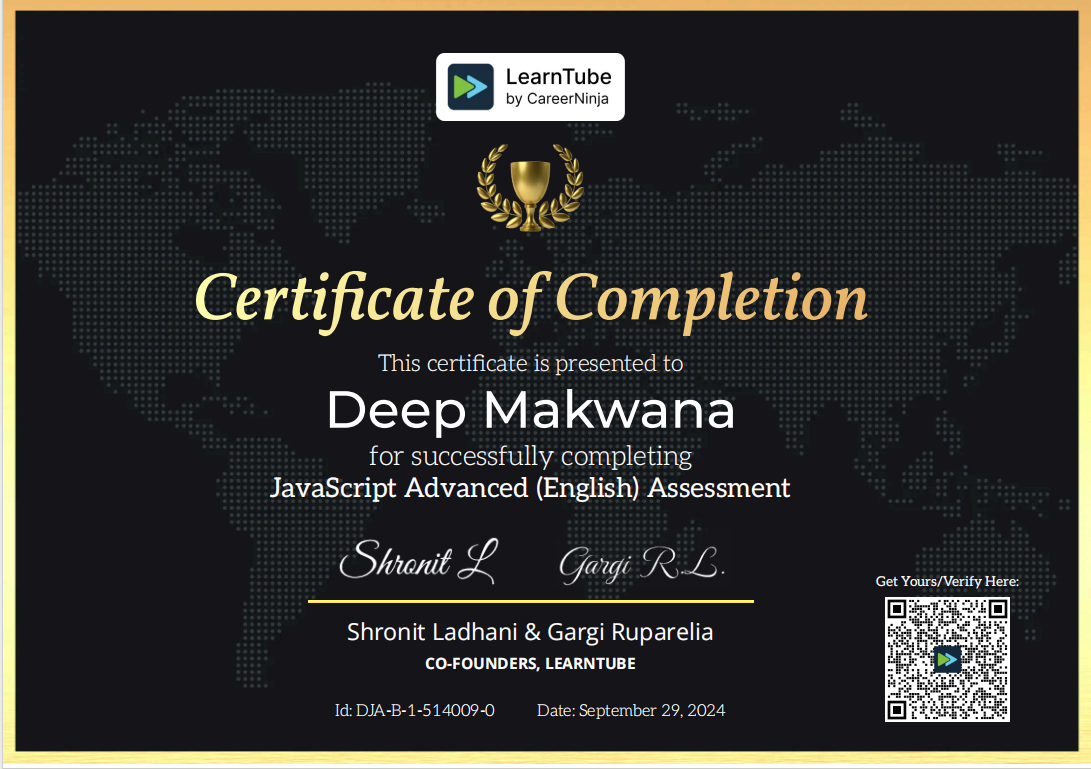 LearnTube
by CareerNinja
Certificate of Completion
This certificate is presented to
Deep Makwana
for successfully completing
JavaScript Advanced (English) Assessment
Shronit L Gargi R.L.
Shronit Ladhani & Gargi Ruparelia
CO-FOUNDERS, LEARNTUBE
Get Yours/Verify Here:
Id: DJA-B-1-514009-0 Date: September 29, 2024